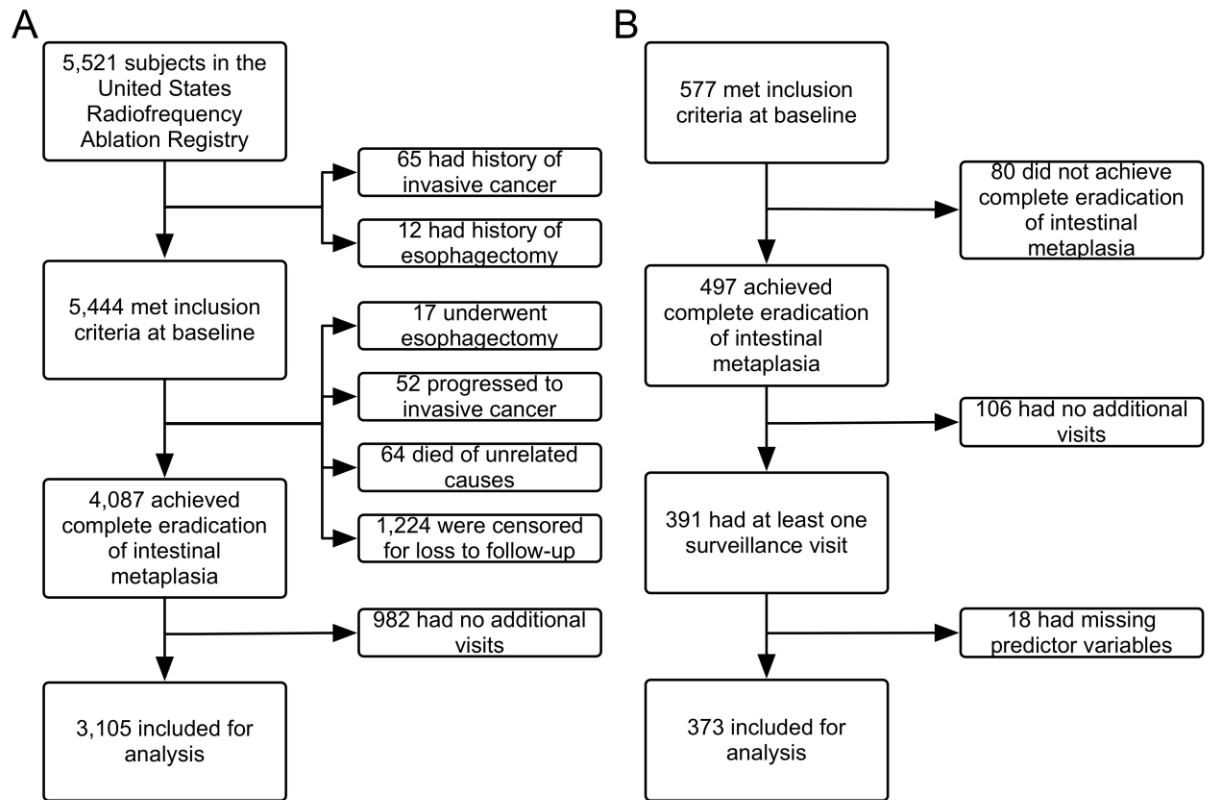 A
5,521 subjects in the
United States
Radiofrequency
Ablation Registry
65 had history of
invasive cancer
12 had history of
esophagectomy
5,444 met inclusion
criteria at baseline
17 underwent
esophagectomy
52 progressed to
invasive cancer
64 died of unrelated
causes
1,224 were censored
for loss to follow-up
4,087 achieved
complete eradication
of intestinal
metaplasia
982 had no additional
visits
3,105 included for
analysis
B
577 met inclusion
criteria at baseline
80 did not achieve
complete eradication
of intestinal
metaplasia
497 achieved
complete eradication
of intestinal
metaplasia
106 had no additional
visits
391 had at least one
surveillance visit
18 had missing
predictor variables
373 included for
analysis